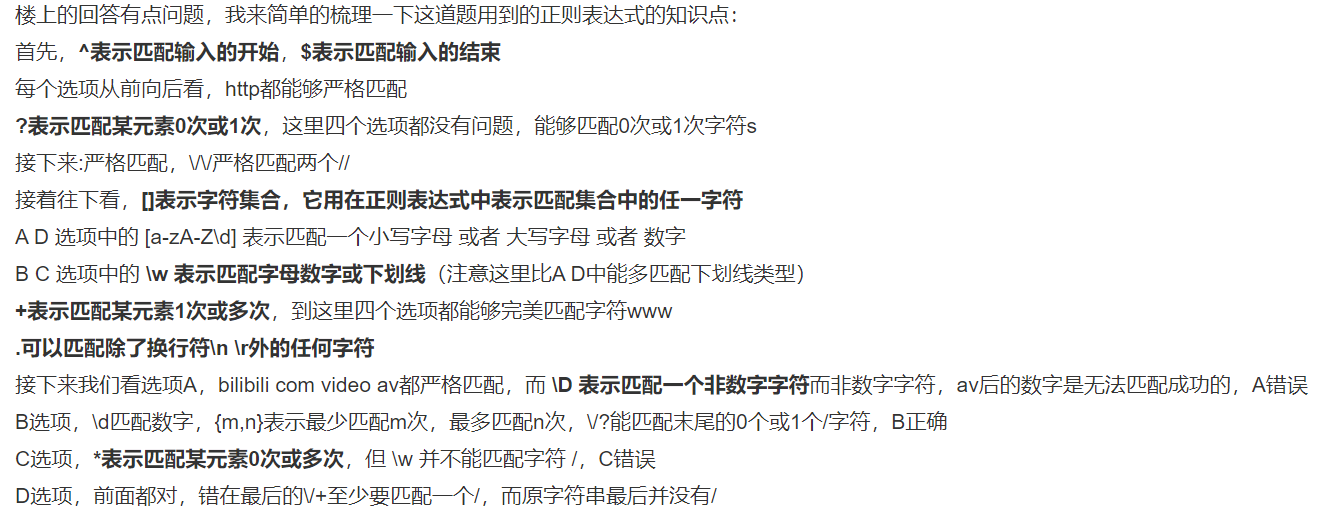 楼上的回答有点问题，我来简单的梳理一下这道题用到的正则表达式的知识点：
首先，^表示匹配输入的开始，$表示匹配输入的结束
每个选项从前向后看，http都能够严格匹配
?表示匹配某元素0次或1次，这里四个选项都没有问题，能够匹配0次或1次字符s
接下来:严格匹配，\/\/严格匹配两个//
接着往下看，[]表示字符集合，它用在正则表达式中表示匹配集合中的任一字符
A D 选项中的 [a-zA-Z\d] 表示匹配一个小写字母 或者 大写字母 或者 数字
B C 选项中的 \w 表示匹配字母数字或下划线（注意这里比A D中能多匹配下划线类型）
+表示匹配某元素1次或多次，到这里四个选项都能够完美匹配字符www
.可以匹配除了换行符\n \r外的任何字符
接下来我们看选项A，bilibili com video av都严格匹配，而 \D 表示匹配一个非数字字符而非数字字符，av后的数字是无法匹配成功的，A错误
B选项，\d匹配数字，{m,n}表示最少匹配m次，最多匹配n次，\/?能匹配末尾的0个或1个/字符，B正确
C选项，*表示匹配某元素0次或多次，但 \w 并不能匹配字符 /，C错误
D选项，前面都对，错在最后的\/+至少要匹配一个/，而原字符串最后并没有/